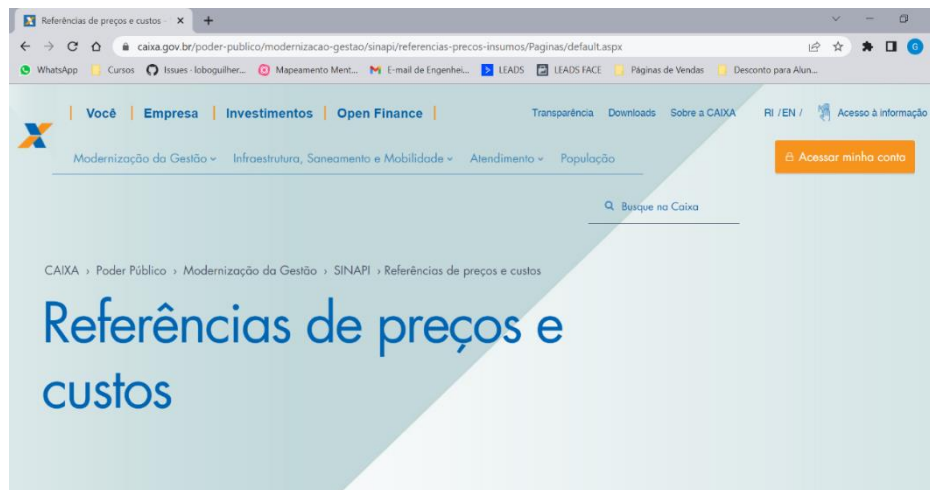 Referências de preços e custos -
caixa.gov.br/poder-publico/modernizacao-gestao/sinapi/referencias-precos-insumos/Paginas/default.aspx
G
WhatsApp Cursos Issues · loboguilher... Mapeamento Ment... E-mail de Engenhei... LEADS LEADS FACE Páginas de Vendas Desconto para Alun...
Você | Empresa | Investimentos | Open Finance | Transparência Downloads Sobre a CAIXA RI /EN / Acesso à informação
Modernização da Gestão Infraestrutura, Saneamento e Mobilidade Atendimento População Acessar minha conta
Busque na Caixa
CAIXA › Poder Público › Modernização da Gestão › SINAPI › Referências de preços e custos
Referências de preços e
custos